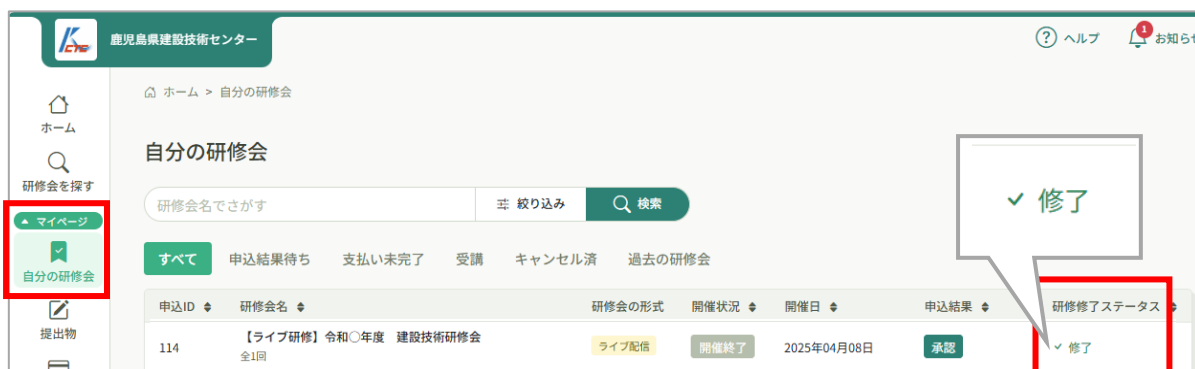 KCTC
鹿児島県建設技術センター
? ヘルプ
1
お知らせ
ホーム
研修会を探す
マイページ
自分の研修会
提出物
ホーム > 自分の研修会
自分の研修会
研修会名でさがす 絞り込み 検索
すべて 申込結果待ち 支払い未完了 受講 キャンセル済 過去の研修会
修了
申込ID 研修会名 研修会の形式 開催状況 開催日 申込結果 研修修了ステータス
114 【ライブ研修】令和○年度 建設技術研修会 ライブ配信 開催終了 2025年04月08日 承認 修了
全1回